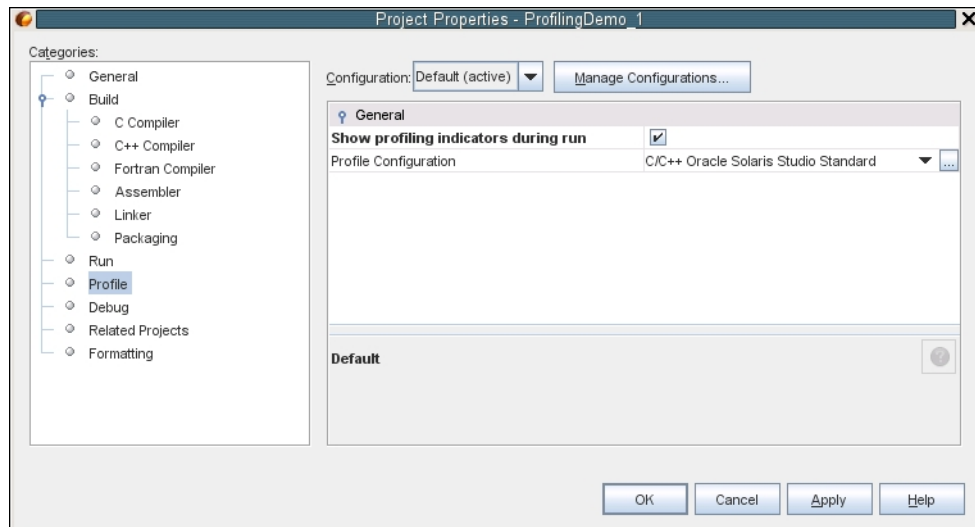 Project Properties - ProfilingDemo_1
Categories:
General
Build
C Compiler
C++ Compiler
Fortran Compiler
Assembler
Linker
Packaging
Run
Profile
Debug
Related Projects
Formatting
Configuration: Default (active) Manage Configurations...
General
Show profiling indicators during run
Profile Configuration C/C++ Oracle Solaris Studio Standard ...
Default
OK Cancel Apply Help